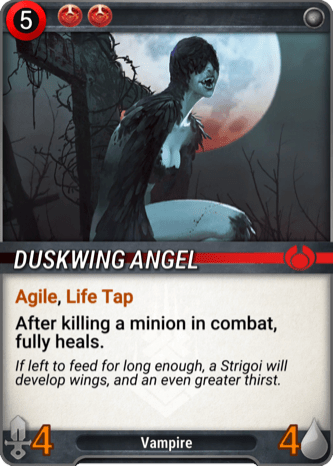 5
DUSKWING ANGEL
Agile, Life Tap
After killing a minion in combat,
fully heals.
If left to feed for long enough, a Strigoi will
develop wings, and an even greater thirst.
4
Vampire
4